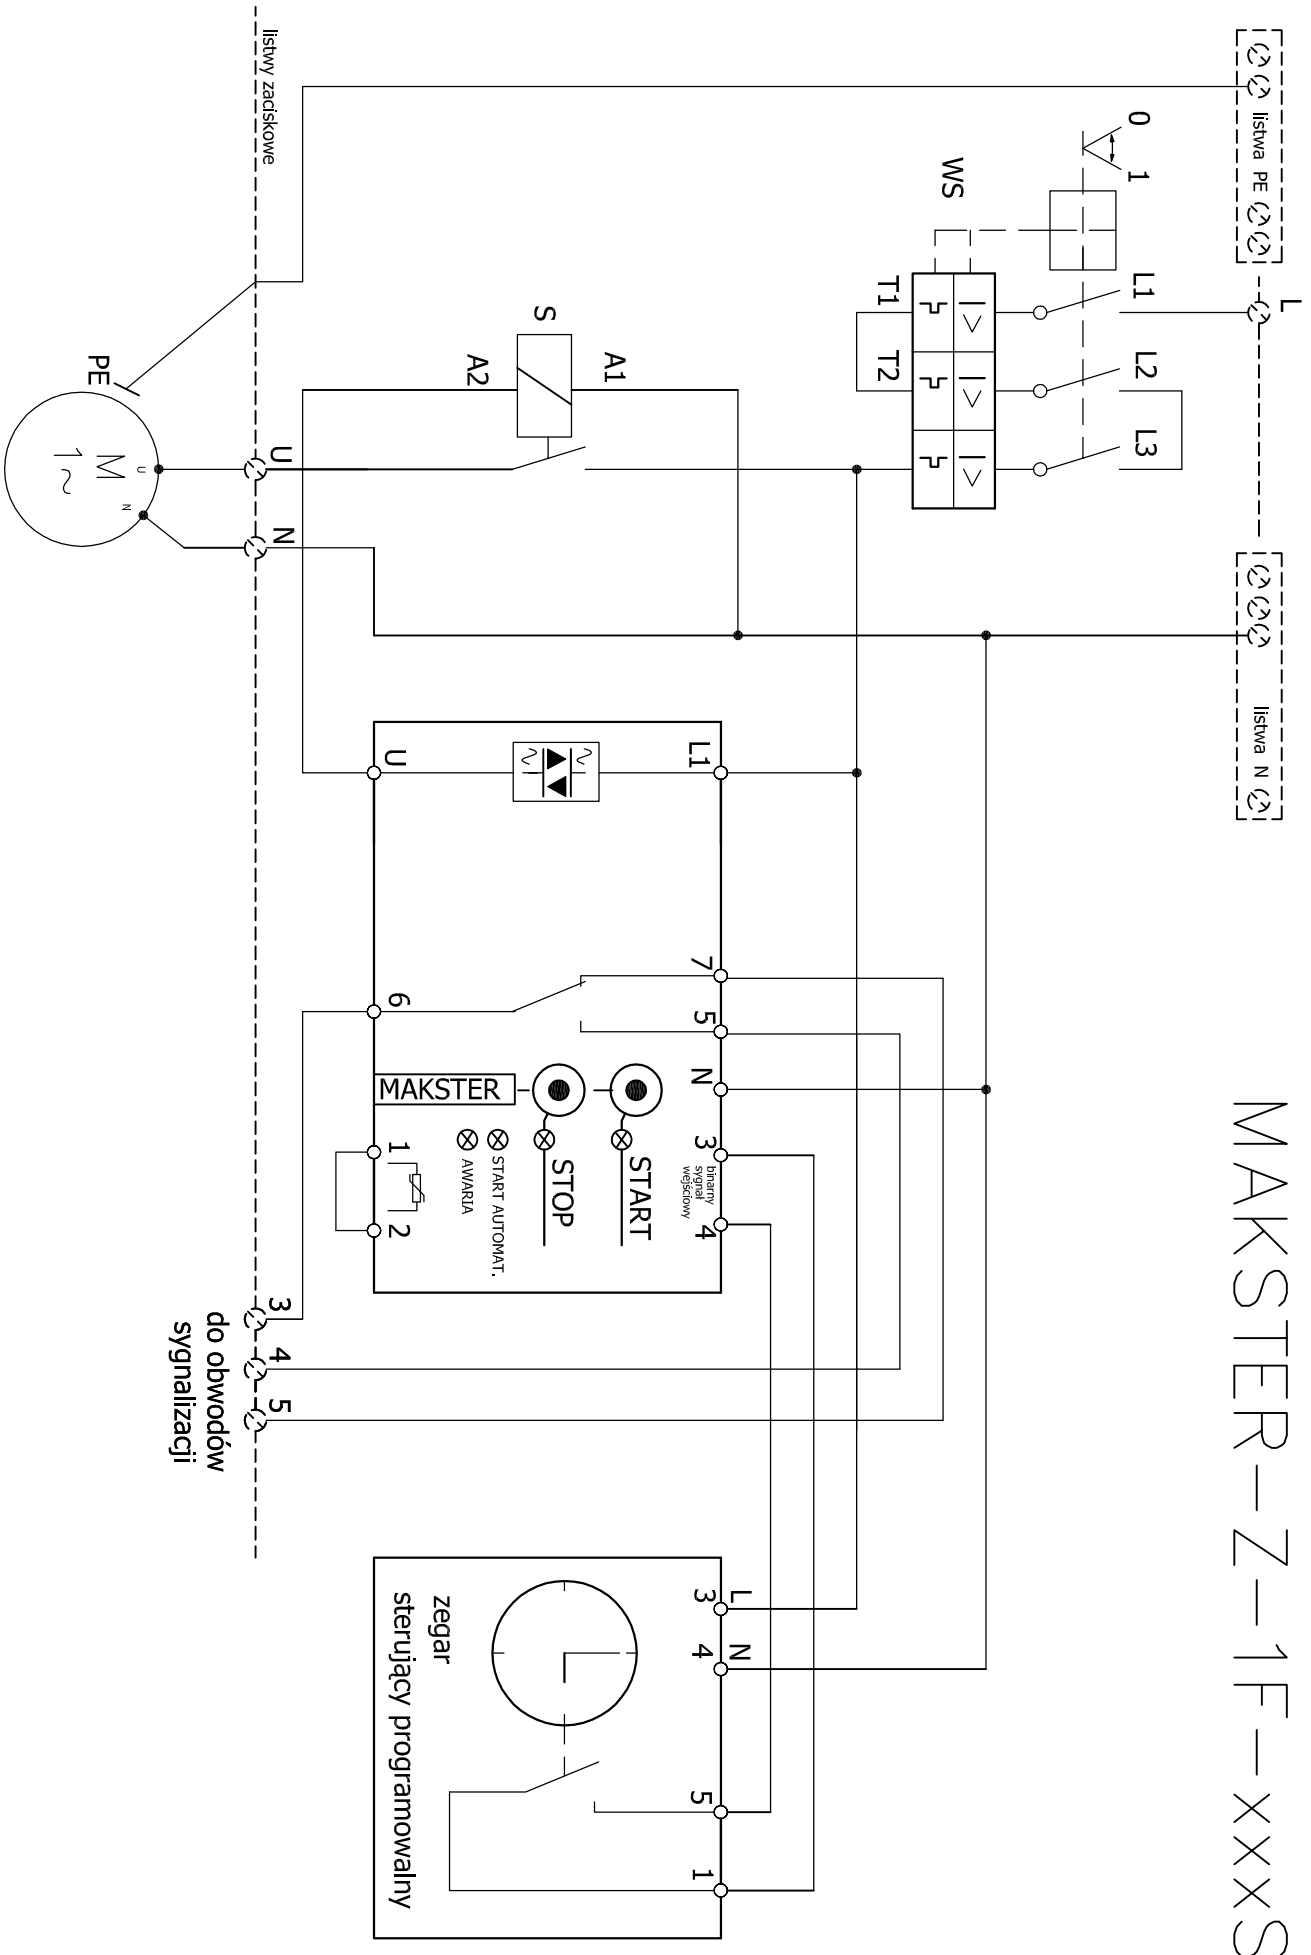 MAKSTER-Z-1F-XXXS
listwa PE
L
listwa N
0
1
WS
L1
L2
L3
T1
T2
S
A1
A2
L1
7
5
N
3
4
binarny
sygnał
wejściowy
U
6
MAKSTER
START
STOP
START AUTOMAT.
AWARIA
1
2
L
N
3
4
5
1
zegar
sterujący programowalny
listwy zaciskowe
U
N
3
4
5
do obwodów
sygnalizacji
PE
U
N
M
1~